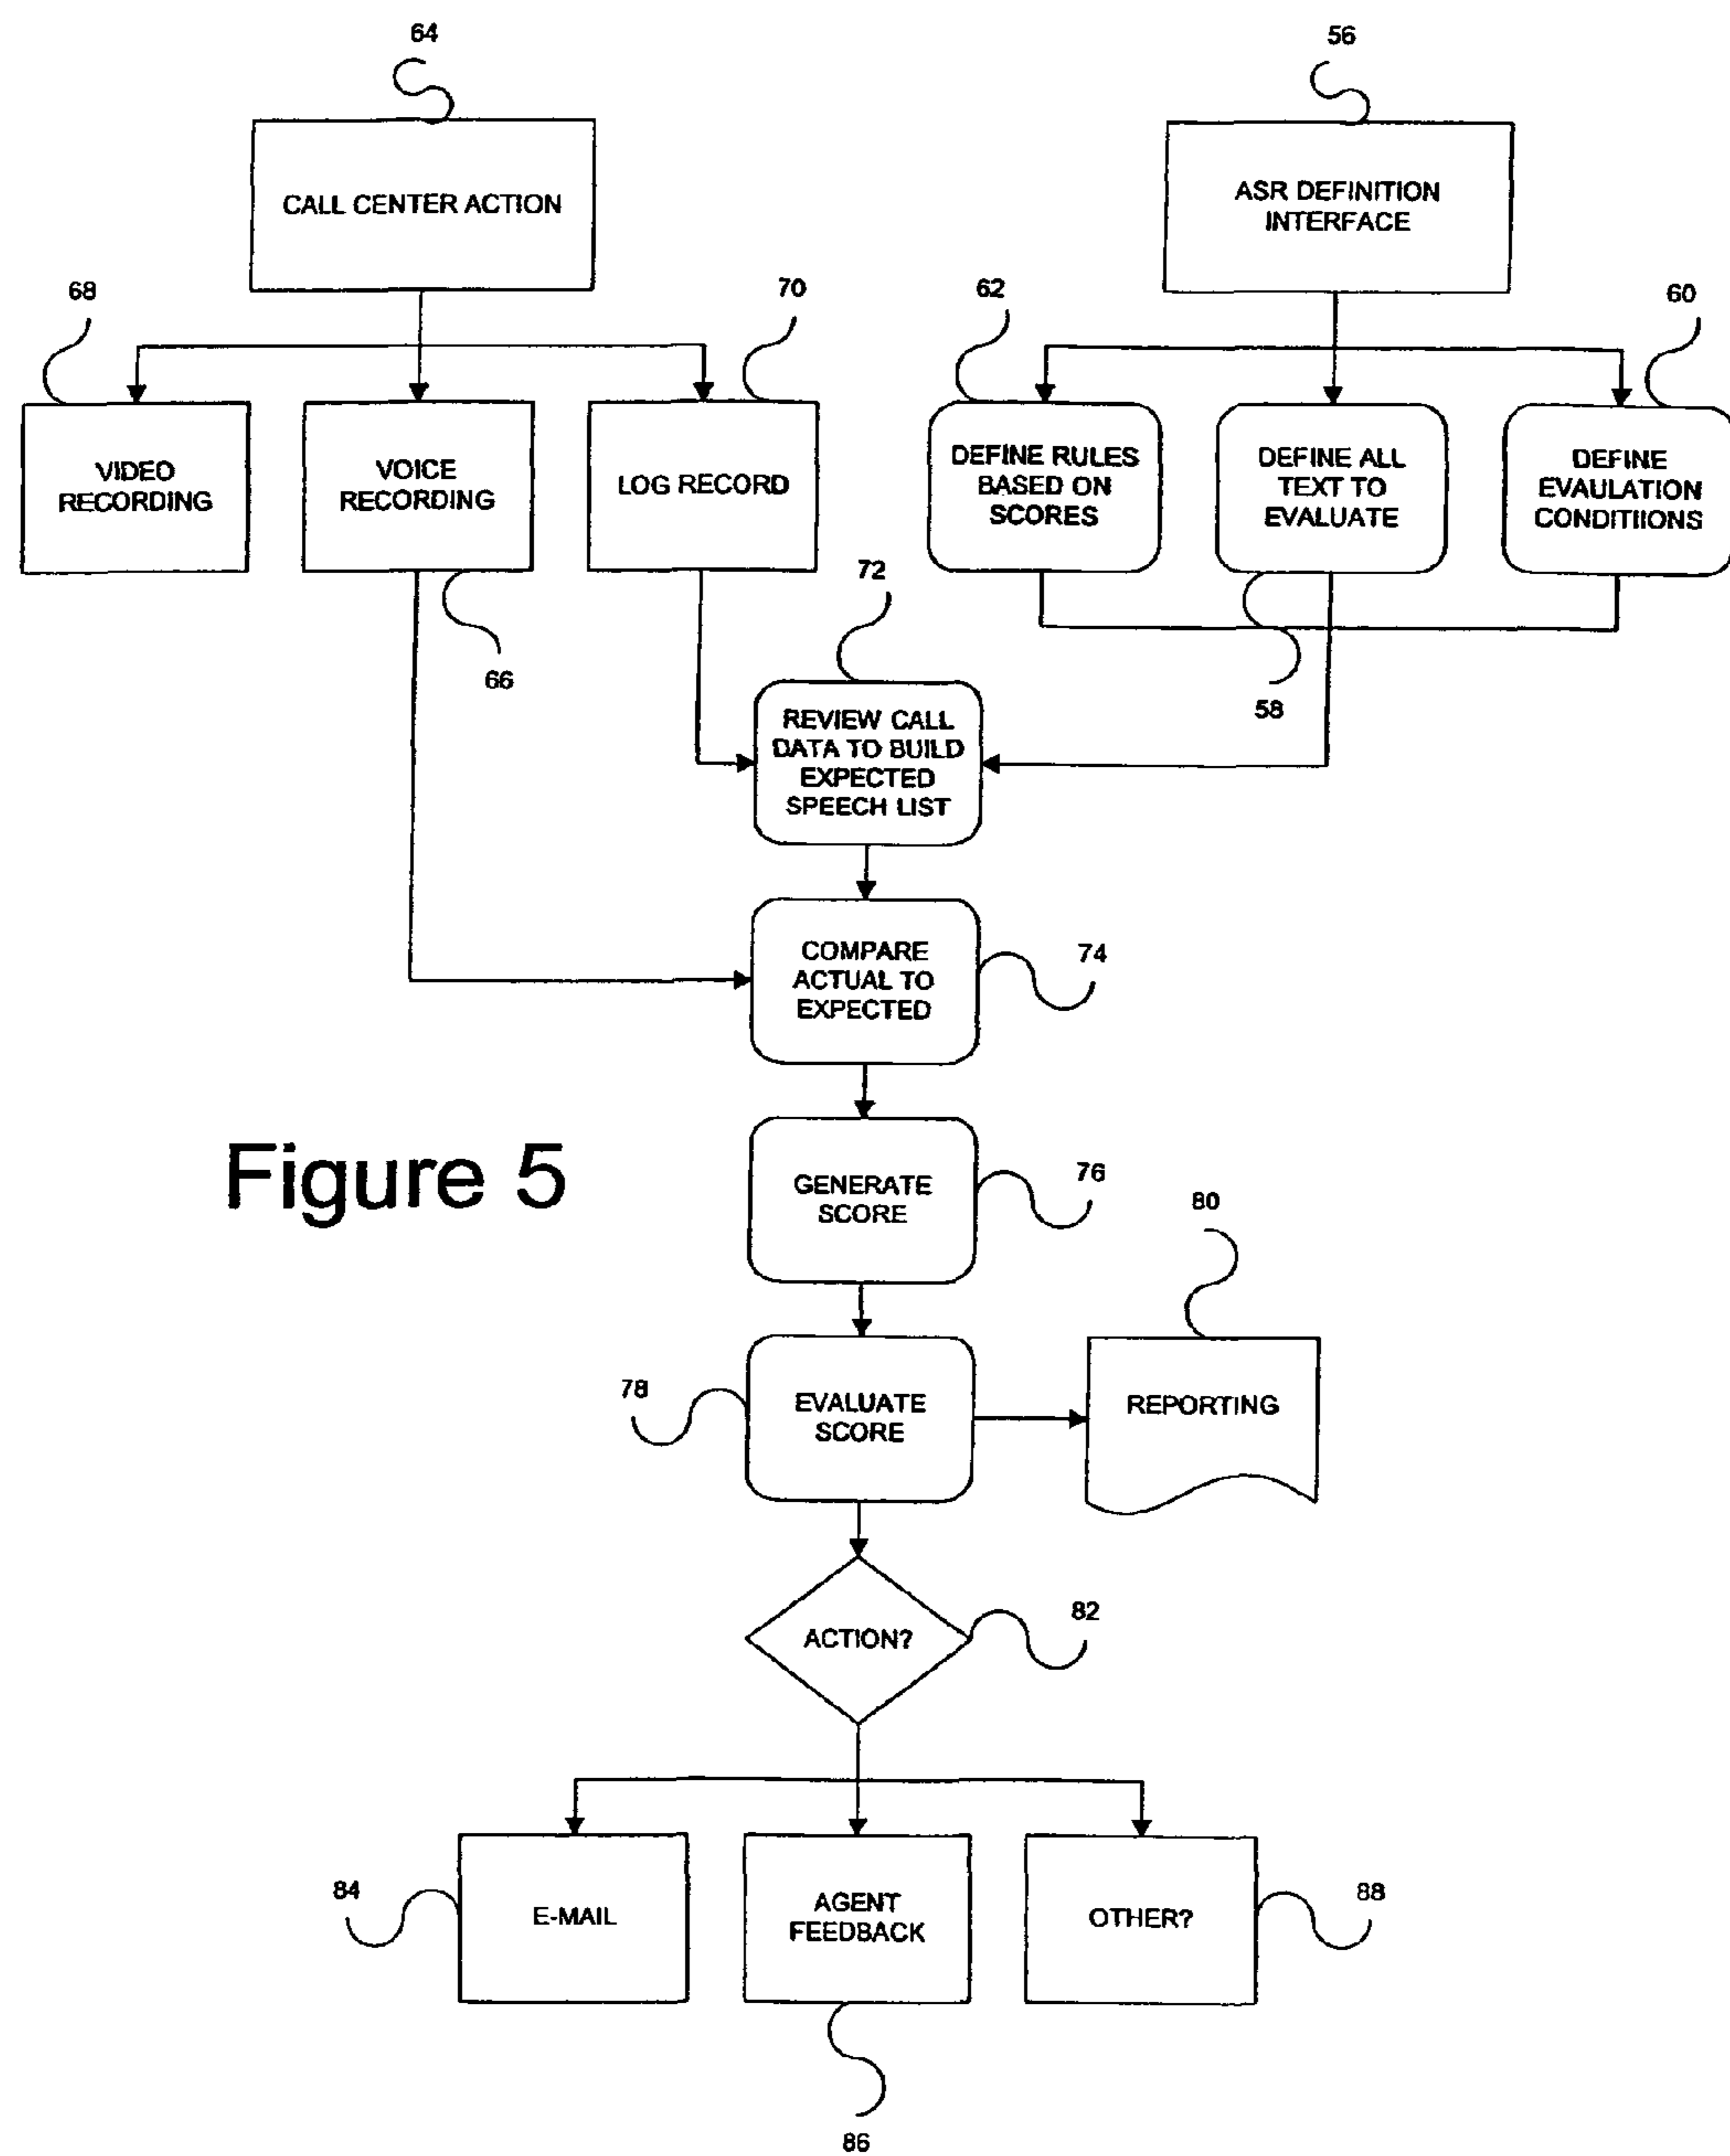 64
56
CALL CENTER ACTION
ASR DEFINITION
INTERFACE
68
70
62
60
VIDEO
RECORDING
VOICE
RECORDING
LOG RECORD
DEFINE RULES
BASED ON
SCORES
DEFINE ALL
TEXT TO
EVALUATE
DEFINE
EVAULATION
CONDITIIONS
72
66
58
REVIEW CALL
DATA TO BUILD
EXPECTED
SPEECH LIST
COMPARE
ACTUAL TO
EXPECTED
74
Figure 5
GENERATE
SCORE
76
80
78
EVALUATE
SCORE
REPORTING
ACTION?
82
84
E-MAIL
AGENT
FEEDBACK
OTHER?
88
86